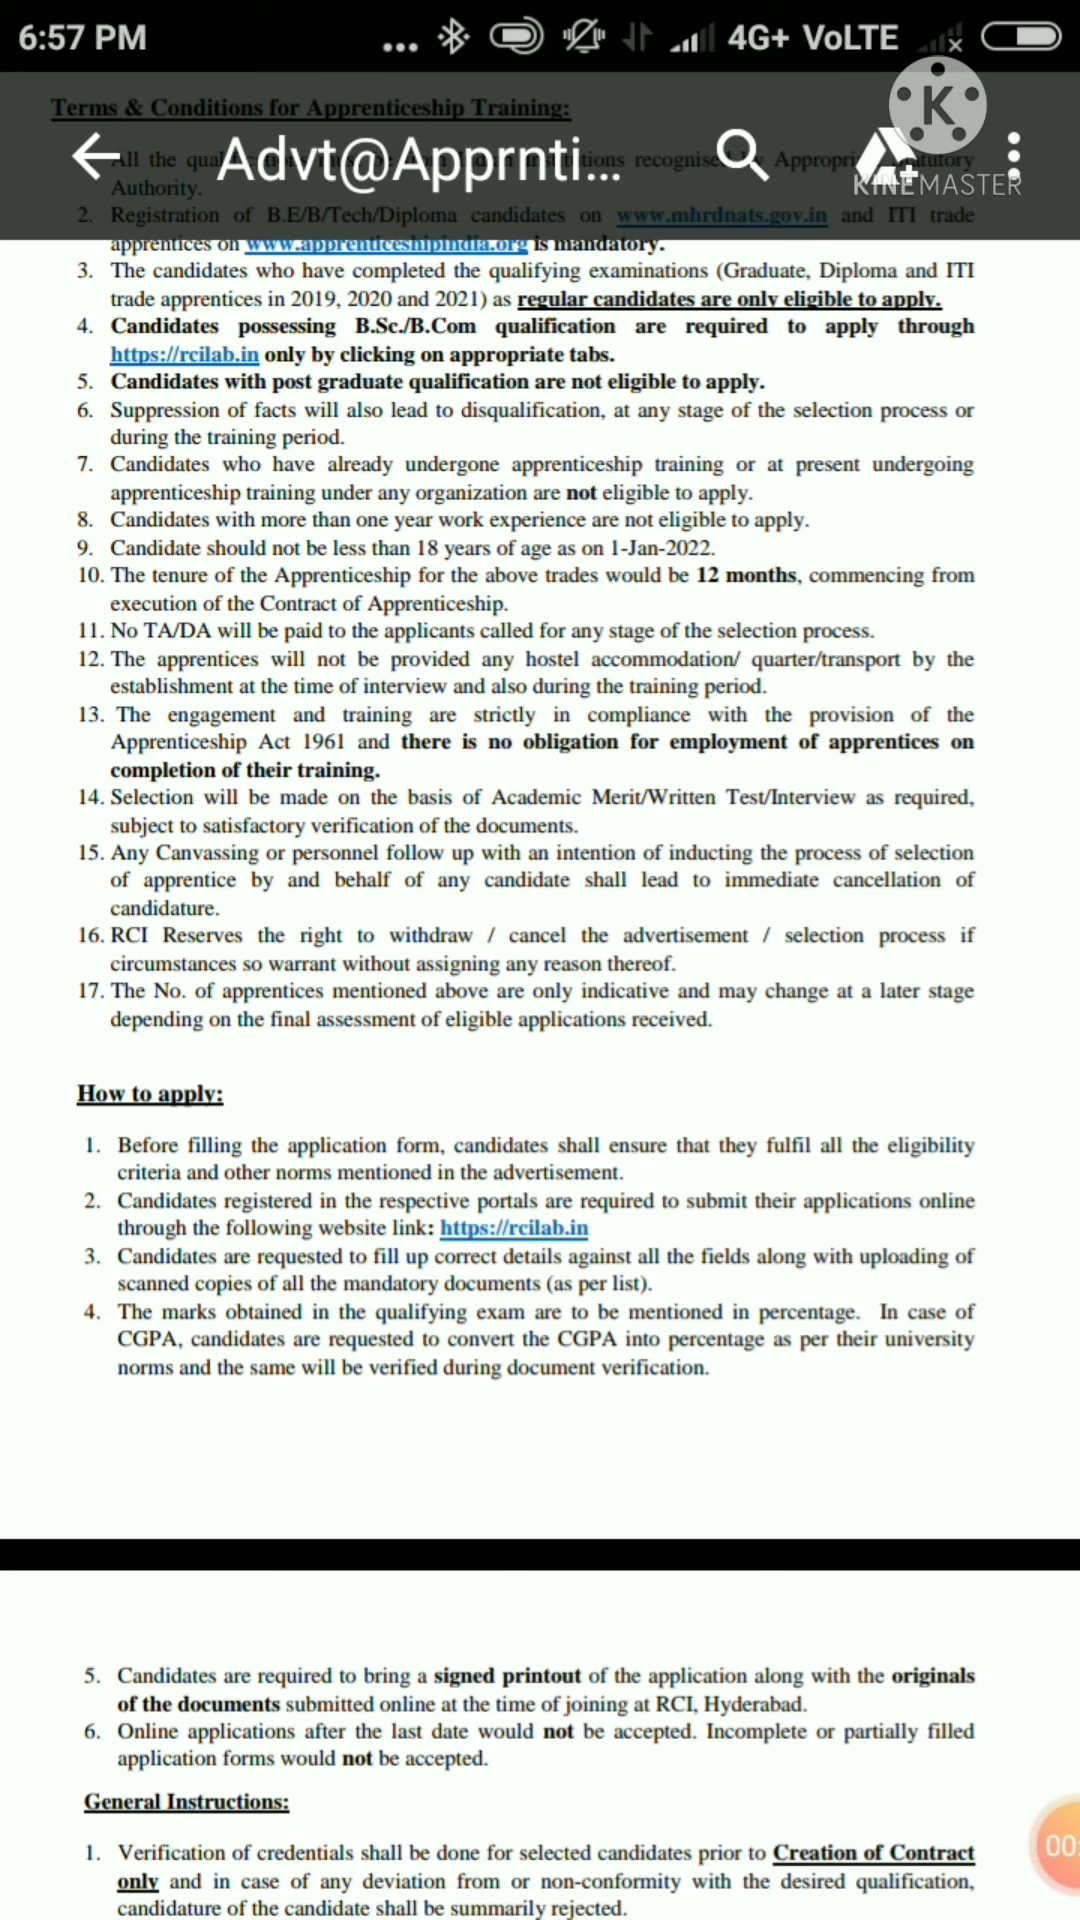 6:57 PM
... 4G+ VoLTE
Terms & Conditions for Apprenticeship Training:
Advt@Apprnti...
K
KINEMASTER
All the
recognised
Authority.
2. Registration of B.E/B/Tech/Diploma candidates on www.mhrdnats.gov.in and ITI trade
apprentices on www.apprenticeshipindia.org is mandatory.
3. The candidates who have completed the qualifying examinations (Graduate, Diploma and ITI
trade apprentices in 2019, 2020 and 2021) as regular candidates are only eligible to apply.
4. Candidates possessing B.Sc./B.Com qualification are required to apply through
https://rcilab.in only by clicking on appropriate tabs.
5. Candidates with post graduate qualification are not eligible to apply.
6. Suppression of facts will also lead to disqualification, at any stage of the selection process or
during the training period.
7. Candidates who have already undergone apprenticeship training or at present undergoing
apprenticeship training under any organization are not eligible to apply.
8. Candidates with more than one year work experience are not eligible to apply.
9. Candidate should not be less than 18 years of age as on 1-Jan-2022.
10. The tenure of the Apprenticeship for the above trades would be 12 months, commencing from
execution of the Contract of Apprenticeship.
11. No TA/DA will be paid to the applicants called for any stage of the selection process.
12. The apprentices will not be provided any hostel accommodation/ quarter/transport by the
establishment at the time of interview and also during the training period.
13. The engagement and training are strictly in compliance with the provision of the
Apprenticeship Act 1961 and there is no obligation for employment of apprentices on
completion of their training.
14. Selection will be made on the basis of Academic Merit/Written Test/Interview as required,
subject to satisfactory verification of the documents.
15. Any Canvassing or personnel follow up with an intention of inducting the process of selection
of apprentice by and behalf of any candidate shall lead to immediate cancellation of
candidature.
16. RCI Reserves the right to withdraw / cancel the advertisement / selection process if
circumstances so warrant without assigning any reason thereof.
17. The No. of apprentices mentioned above are only indicative and may change at a later stage
depending on the final assessment of eligible applications received.
How to apply:
1. Before filling the application form, candidates shall ensure that they fulfil all the eligibility
criteria and other norms mentioned in the advertisement.
2. Candidates registered in the respective portals are required to submit their applications online
through the following website link: https://rcilab.in
3. Candidates are requested to fill up correct details against all the fields along with uploading of
scanned copies of all the mandatory documents (as per list).
4. The marks obtained in the qualifying exam are to be mentioned in percentage. In case of
CGPA, candidates are requested to convert the CGPA into percentage as per their university
norms and the same will be verified during document verification.
5. Candidates are required to bring a signed printout of the application along with the originals
of the documents submitted online at the time of joining at RCI, Hyderabad.
6. Online applications after the last date would not be accepted. Incomplete or partially filled
application forms would not be accepted.
General Instructions:
1. Verification of credentials shall be done for selected candidates prior to Creation of Contract
only and in case of any deviation from or non-conformity with the desired qualification,
candidature of the candidate shall be summarily rejected.
00: